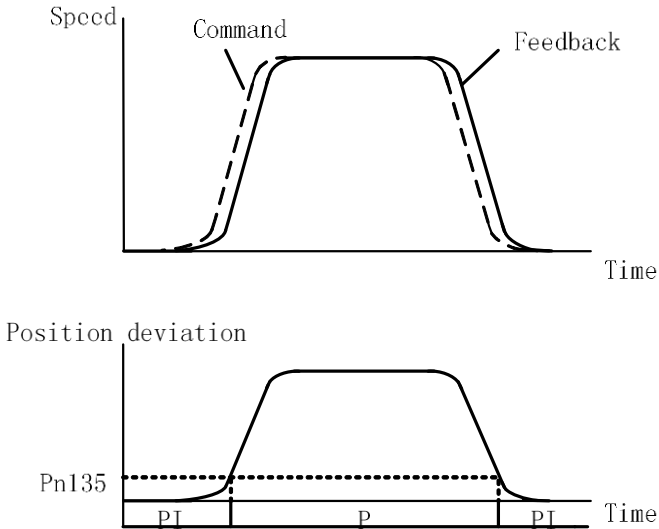 Speed
Command
Feedback
Time
Position deviation
Pn135
PI P PI
Time